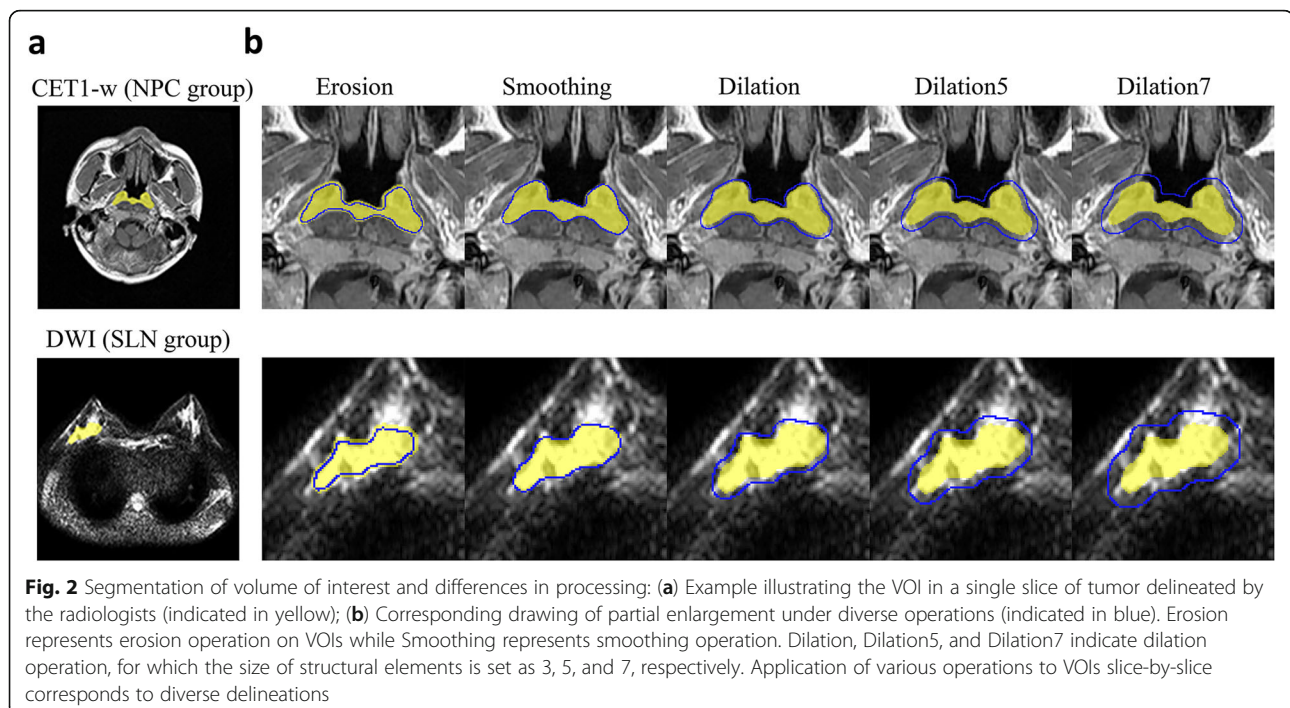 a
b
CET1-w (NPC group)
Erosion
Smoothing
Dilation
Dilation5
Dilation7
DWI (SLN group)
Fig. 2 Segmentation of volume of interest and differences in processing: (a) Example illustrating the VOI in a single slice of tumor delineated by
the radiologists (indicated in yellow); (b) Corresponding drawing of partial enlargement under diverse operations (indicated in blue). Erosion
represents erosion operation on VOIs while Smoothing represents smoothing operation. Dilation, Dilation5, and Dilation7 indicate dilation
operation, for which the size of structural elements is set as 3, 5, and 7, respectively. Application of various operations to VOIs slice-by-slice
corresponds to diverse delineations